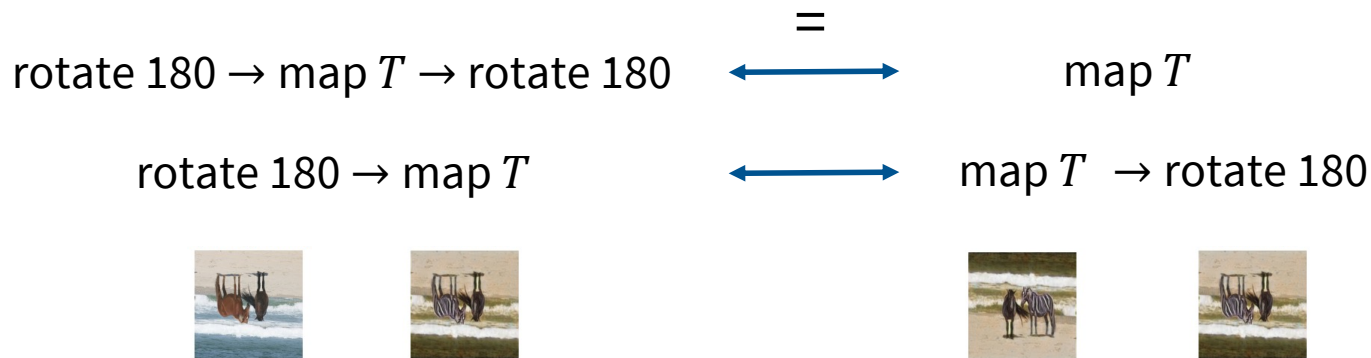 =
rotate 180 → map T → rotate 180 ⟷ map T
rotate 180 → map T ⟷ map T → rotate 180